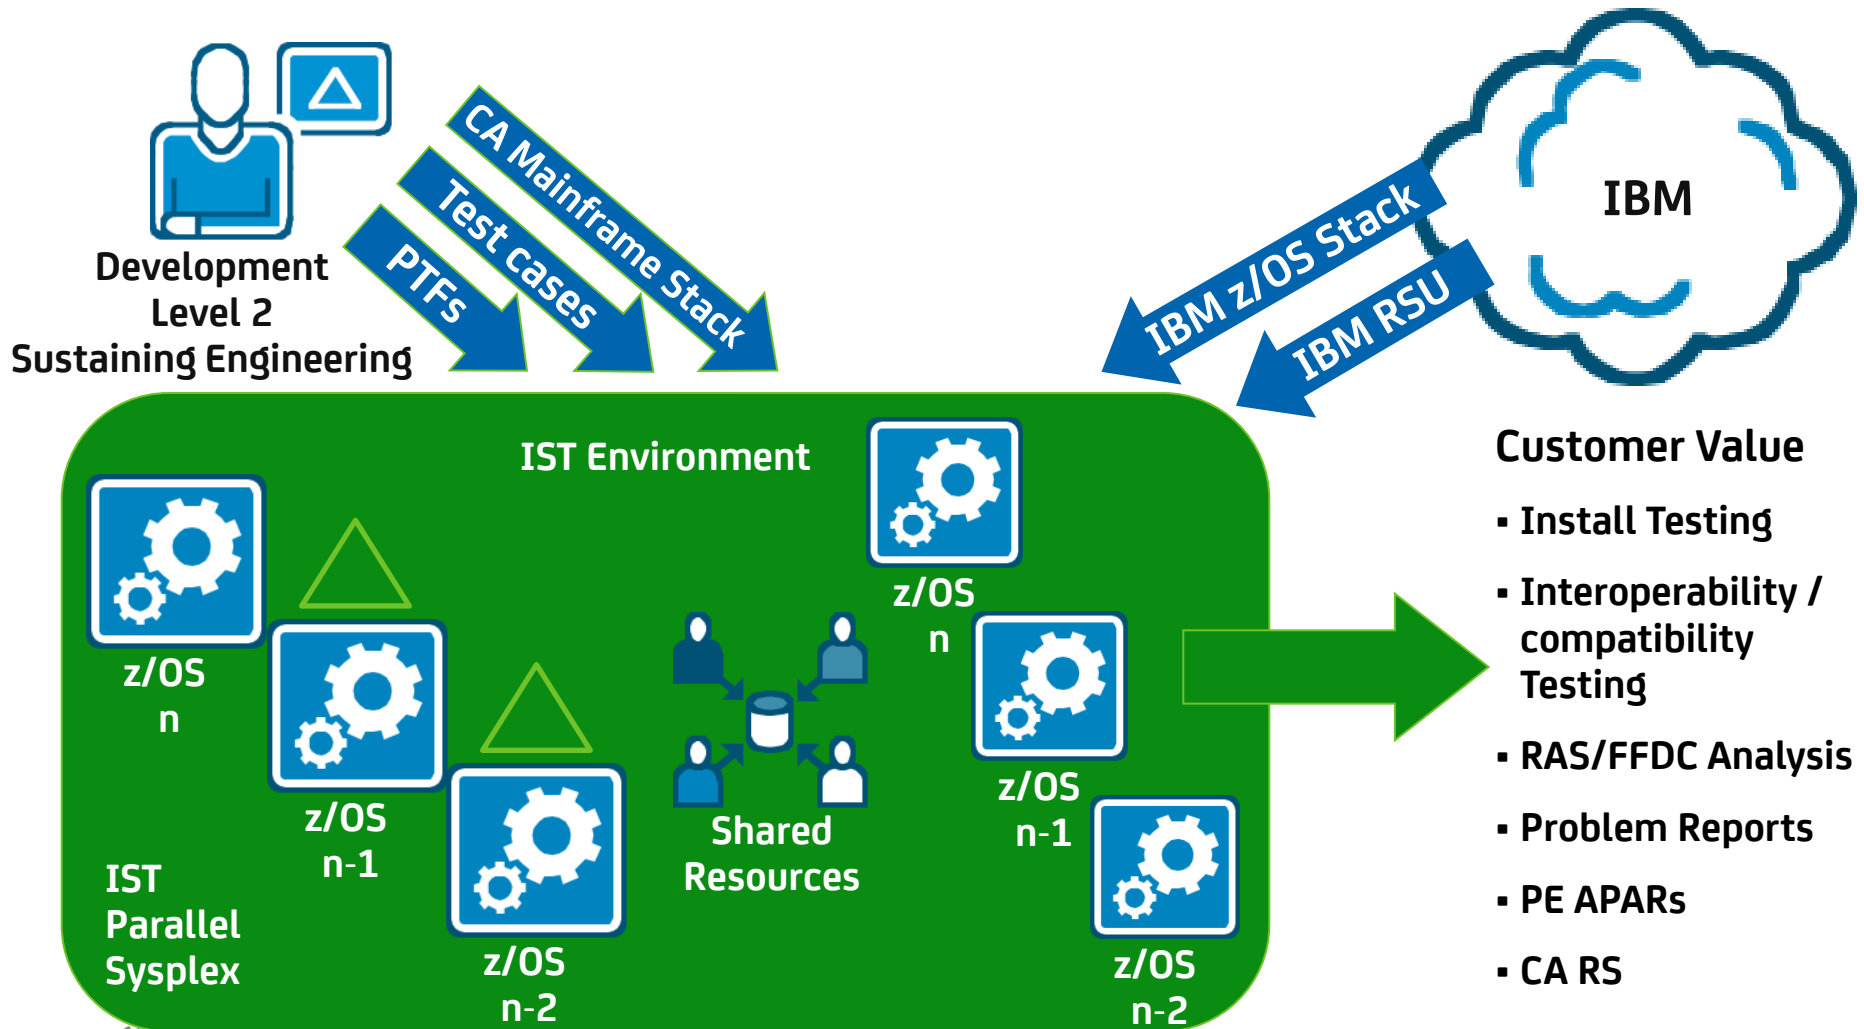 CA Mainframe Stack
Test cases
PTFs
Development
Level 2
Sustaining Engineering
IBM
IBM z/OS Stack
IBM RSU
IST Environment
z/OS
n
z/OS
n-1
z/OS
n-2
IST
Parallel
Sysplex
Shared
Resources
z/OS
n
z/OS
n-1
z/OS
n-2
Customer Value
▪ Install Testing
▪ Interoperability /
compatibility
Testing
▪ RAS/FFDC Analysis
▪ Problem Reports
▪ PE APARs
▪ CA RS